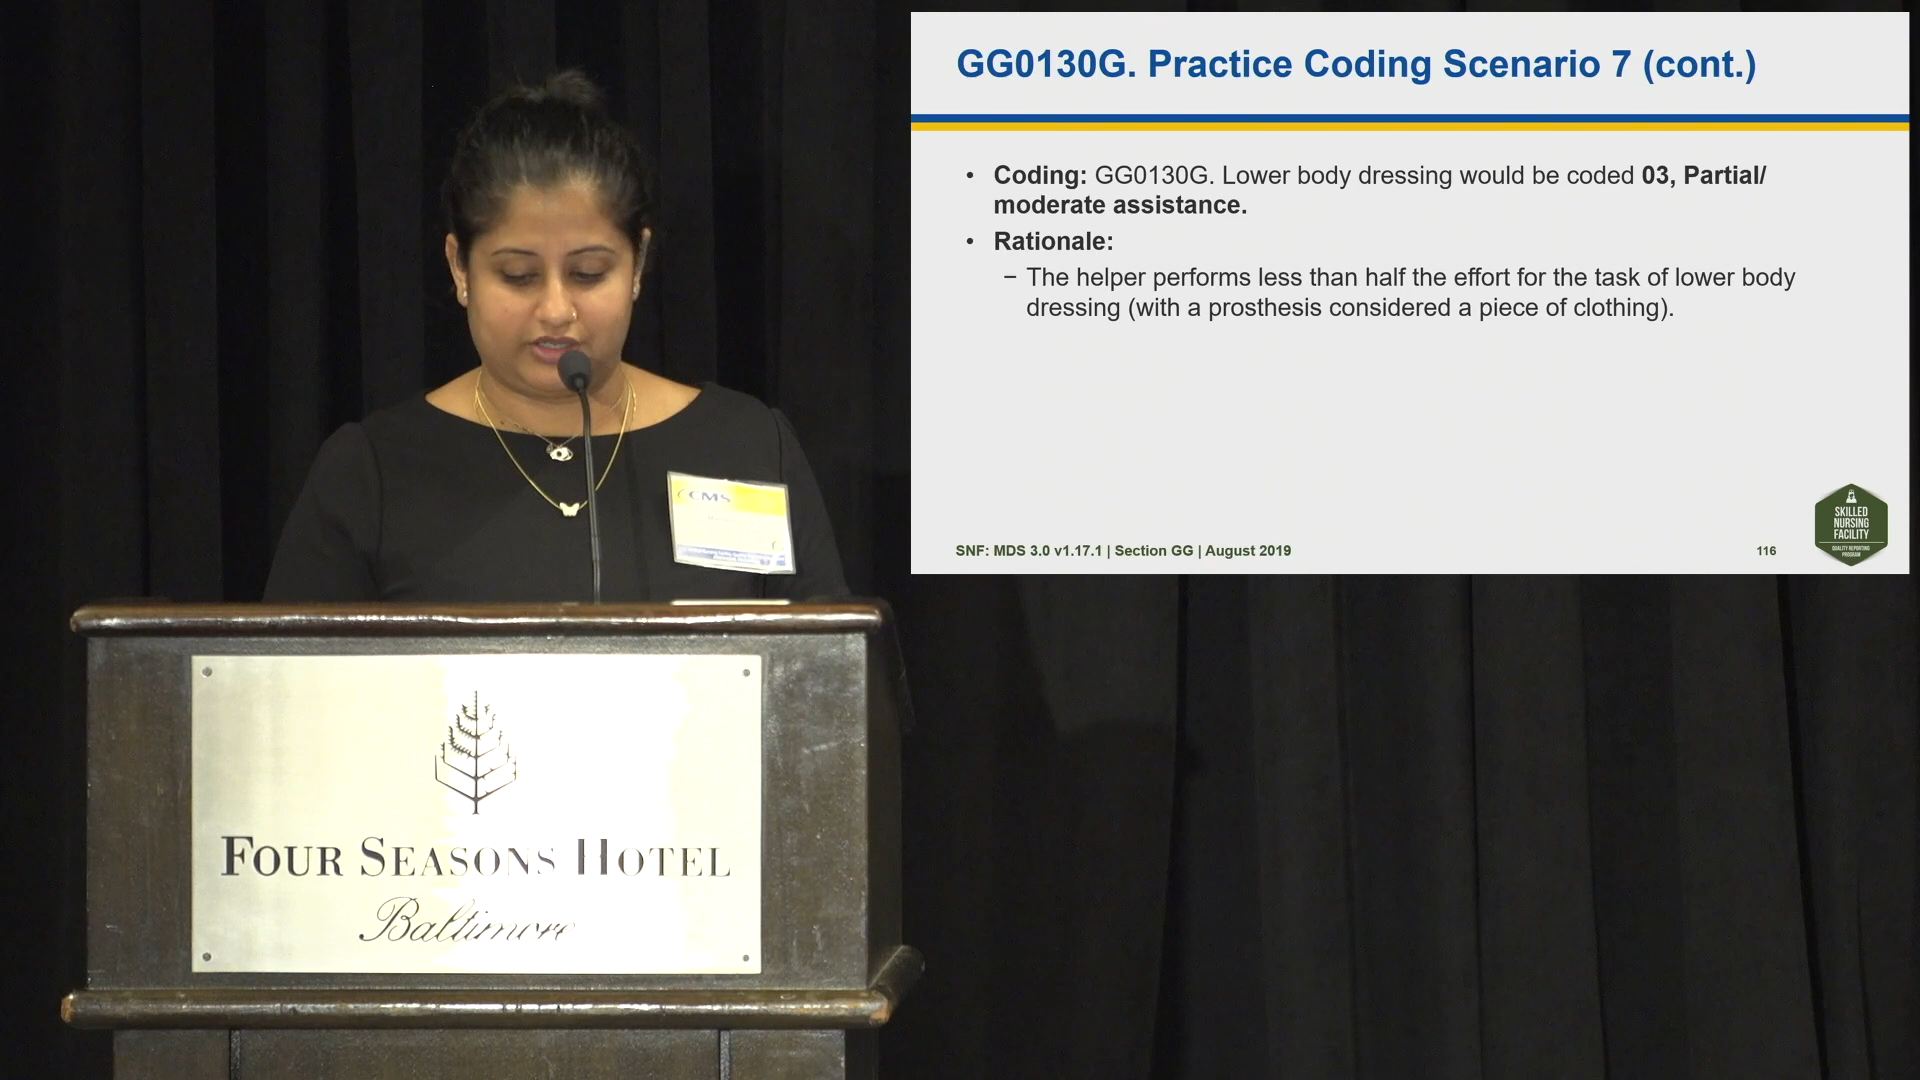 GG0130G. Practice Coding Scenario 7 (cont.)
• Coding: GG0130G. Lower body dressing would be coded 03, Partial/
moderate assistance.
• Rationale:
– The helper performs less than half the effort for the task of lower body
dressing (with a prosthesis considered a piece of clothing).
SNF: MDS 3.0 v1.17.1 | Section GG | August 2019
116
SKILLED
NURSING
FACILITY
QUALITY REPORTING
PROGRAM
CMS
FOUR SEASONS HOTEL
Baltimore